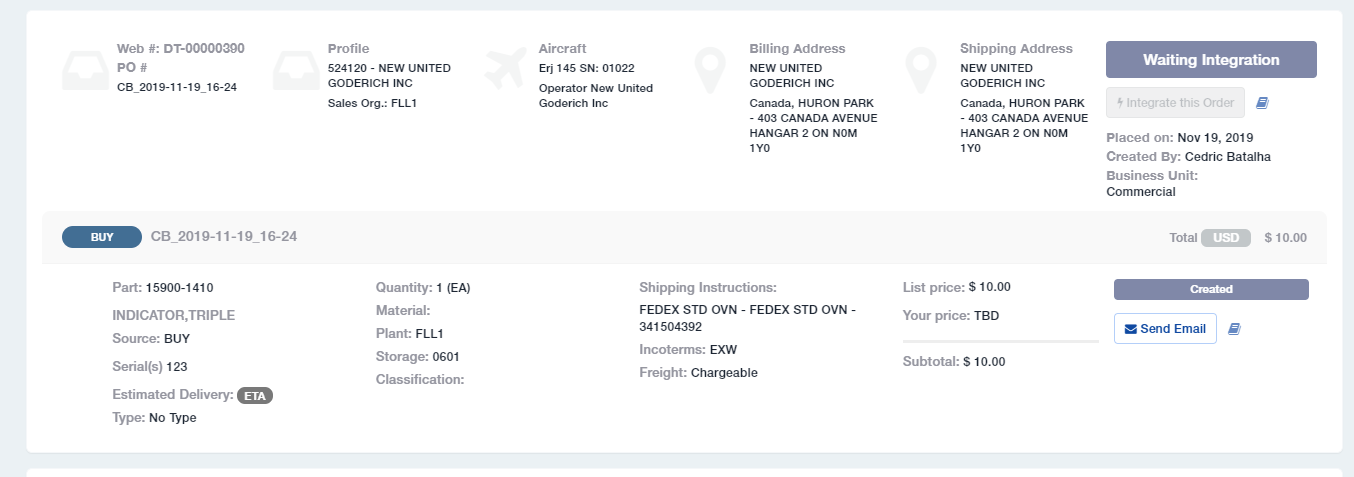 Web #: DT-00000390
PO #
CB_2019-11-19_16-24
Profile
524120 - NEW UNITED
GODERICH INC
Sales Org.: FLL1
Aircraft
Erj 145 SN: 01022
Operator New United
Goderich Inc
Billing Address
NEW UNITED
GODERICH INC
Canada, HURON PARK
- 403 CANADA AVENUE
HANGAR 2 ON N0M
1Y0
Shipping Address
NEW UNITED
GODERICH INC
Canada, HURON PARK
- 403 CANADA AVENUE
HANGAR 2 ON N0M
1Y0
Waiting Integration
Integrate this Order
Placed on: Nov 19, 2019
Created By: Cedric Batalha
Business Unit:
Commercial
BUY CB_2019-11-19_16-24
Total USD $ 10.00
Part: 15900-1410
INDICATOR,TRIPLE
Source: BUY
Serial(s) 123
Estimated Delivery: ETA
Type: No Type
Quantity: 1 (EA)
Material:
Plant: FLL1
Storage: 0601
Classification:
Shipping Instructions:
FEDEX STD OVN - FEDEX STD OVN -
341504392
Incoterms: EXW
Freight: Chargeable
List price: $ 10.00
Your price: TBD
Subtotal: $ 10.00
Created
Send Email